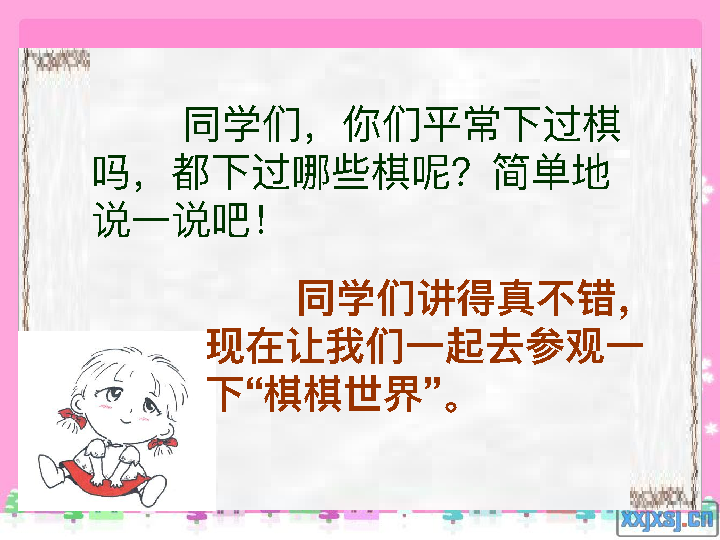 同学们，你们平常下过棋
吗，都下过哪些棋呢？简单地
说一说吧！
同学们讲得真不错，
现在让我们一起去参观一
下“棋棋世界”。
xxjxsj.cn